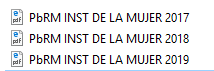 PbRM INST DE LA MUJER 2017
PbRM INST DE LA MUJER 2018
PbRM INST DE LA MUJER 2019